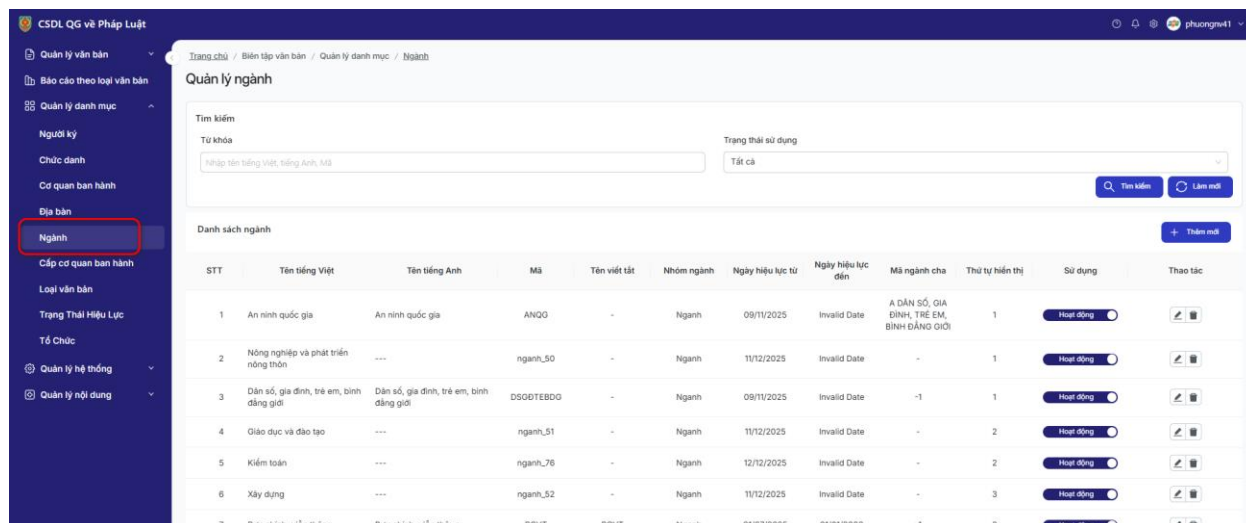 CSDL QG về Pháp Luật
phuongnv41
Quản lý văn bản
Báo cáo theo loại văn bản
Quản lý danh mục
Người ký
Chức danh
Cơ quan ban hành
Địa bàn
Ngành
Cấp cơ quan ban hành
Loại văn bản
Trạng Thái Hiệu Lực
Tổ Chức
Quản lý hệ thống
Quản lý nội dung
Trang chủ / Biên tập văn bản / Quản lý danh mục / Ngành
Quản lý ngành
Tìm kiếm
Từ khóa
Trạng thái sử dụng
Nhập tên tiếng Việt, tiếng Anh, Mã
Tất cả
Tìm kiếm
Làm mới
Danh sách ngành
+ Thêm mới
STT Tên tiếng Việt Tên tiếng Anh Mã Tên viết tắt Nhóm ngành Ngày hiệu lực từ Ngày hiệu lực đến Mã ngành cha Thứ tự hiển thị Sử dụng Thao tác
1 An ninh quốc gia An ninh quốc gia ANQG - Nganh 09/11/2025 Invalid Date A DÂN SỐ, GIA ĐÌNH, TRẺ EM, BÌNH ĐẲNG GIỚI 1 Hoạt động
2 Nông nghiệp và phát triển nông thôn --- nganh_50 - Nganh 11/12/2025 Invalid Date - 1 Hoạt động
3 Dân số, gia đình, trẻ em, bình đẳng giới Dân số, gia đình, trẻ em, bình đẳng giới DSGĐTEBDG - Nganh 09/11/2025 Invalid Date -1 1 Hoạt động
4 Giáo dục và đào tạo --- nganh_51 - Nganh 11/12/2025 Invalid Date - 2 Hoạt động
5 Kiểm toán --- nganh_76 - Nganh 12/12/2025 Invalid Date - 2 Hoạt động
6 Xây dựng --- nganh_52 - Nganh 11/12/2025 Invalid Date - 3 Hoạt động